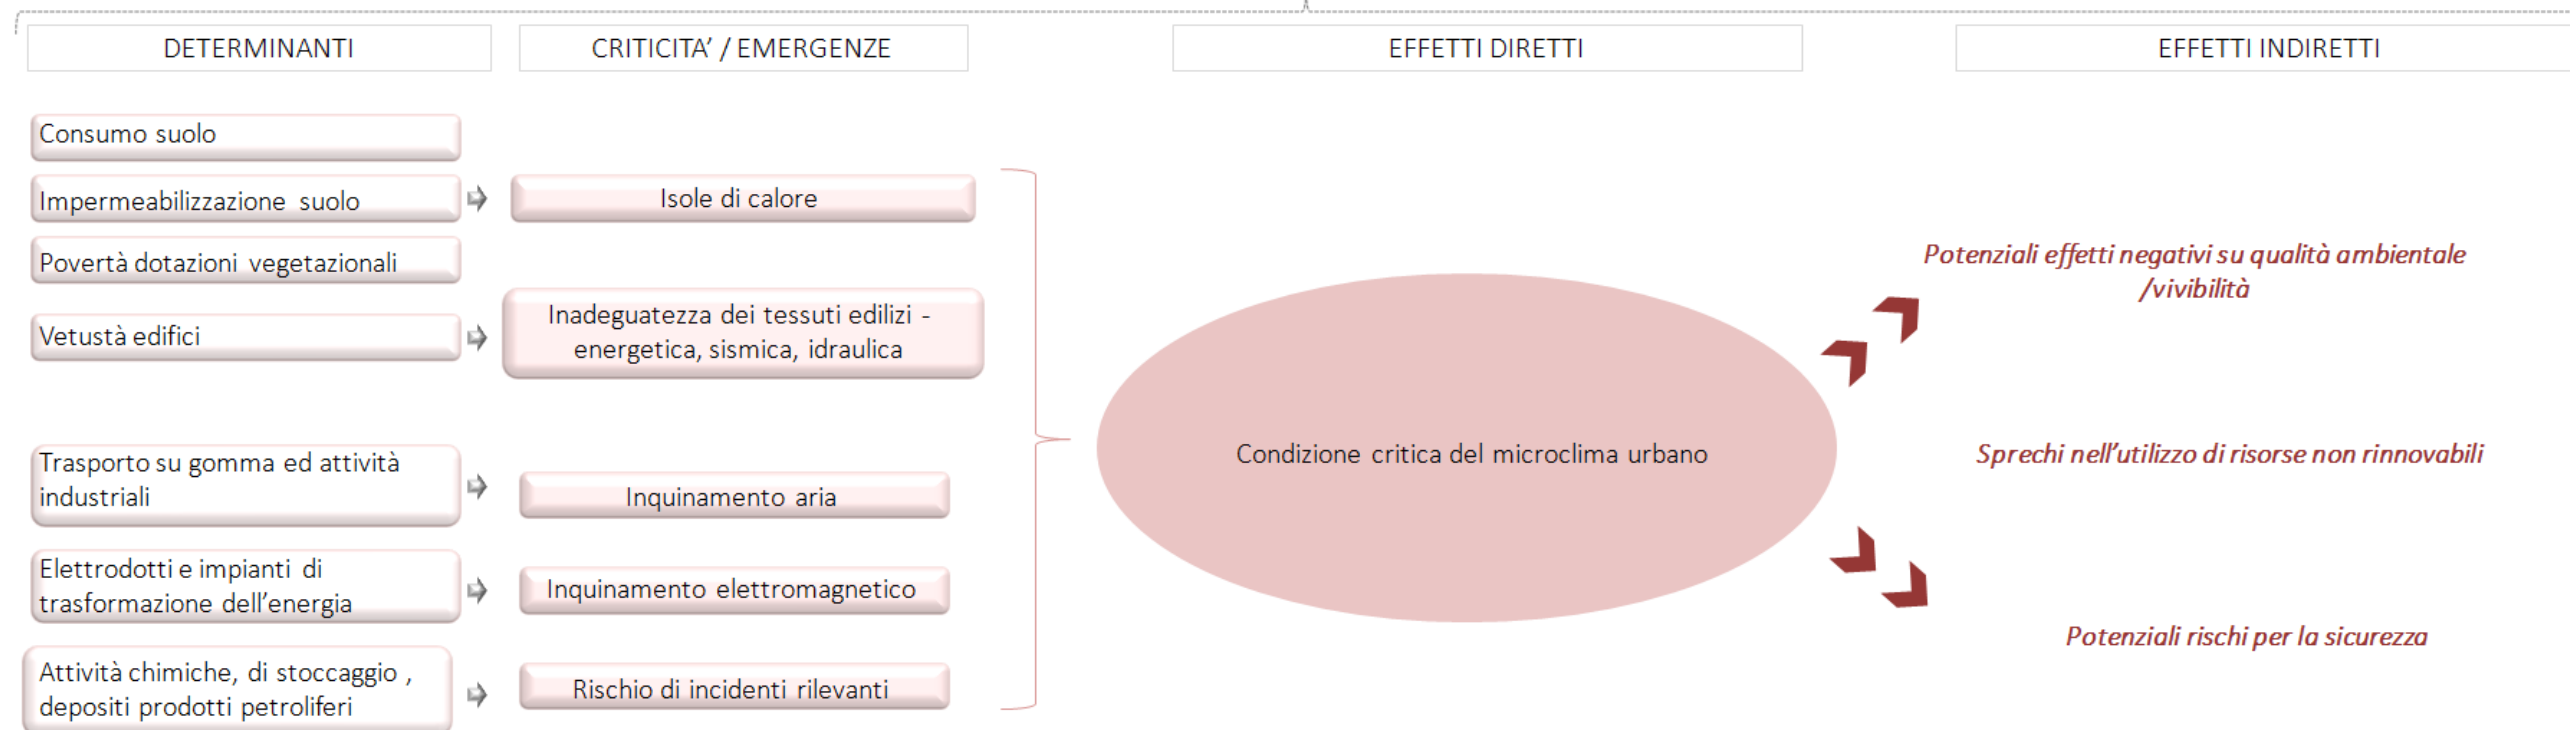 DETERMINANTI
CRITICITA' / EMERGENZE
EFFETTI DIRETTI
EFFETTI INDIRETTI
Consumo suolo
Impermeabilizzazione suolo
Isole di calore
Povertà dotazioni vegetazionali
Vetustà edifici
Inadeguatezza dei tessuti edilizi -
energetica, sismica, idraulica
Trasporto su gomma ed attività
industriali
Inquinamento aria
Elettrodotti e impianti di
trasformazione dell'energia
Inquinamento elettromagnetico
Attività chimiche, di stoccaggio ,
depositi prodotti petroliferi
Rischio di incidenti rilevanti
Condizione critica del microclima urbano
Potenziali effetti negativi su qualità ambientale
/vivibilità
Sprechi nell'utilizzo di risorse non rinnovabili
Potenziali rischi per la sicurezza